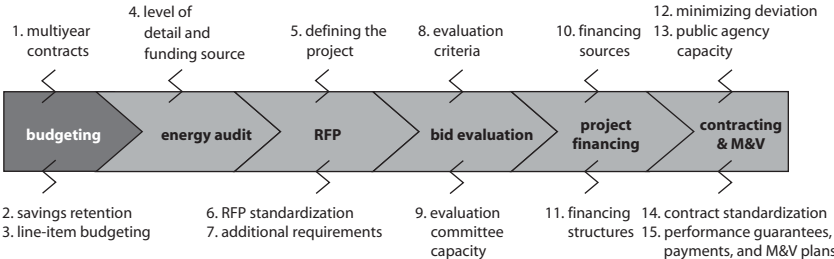 1. multiyear
contracts
4. level of
detail and
funding source
5. defining the
project
8. evaluation
criteria
10. financing
sources
12. minimizing deviation
13. public agency
capacity
budgeting
energy audit
RFP
bid evaluation
project
financing
contracting
& M&V
2. savings retention
3. line-item budgeting
6. RFP standardization
7. additional requirements
9. evaluation
committee
capacity
11. financing
structures
14. contract standardization
15. performance guarantees,
payments, and M&V plans